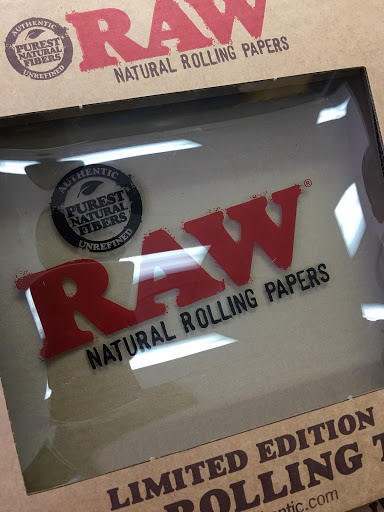 AUTHENTIC
PUREST
NATURAL
FIBERS
UNREFINED
RAW
NATURAL ROLLING PAPERS
AUTHENTIC
PUREST
NATURAL
FIBERS
UNREFINED
RAW®
NATURAL ROLLING PAPERS
LIMITED EDITION
ROLLING